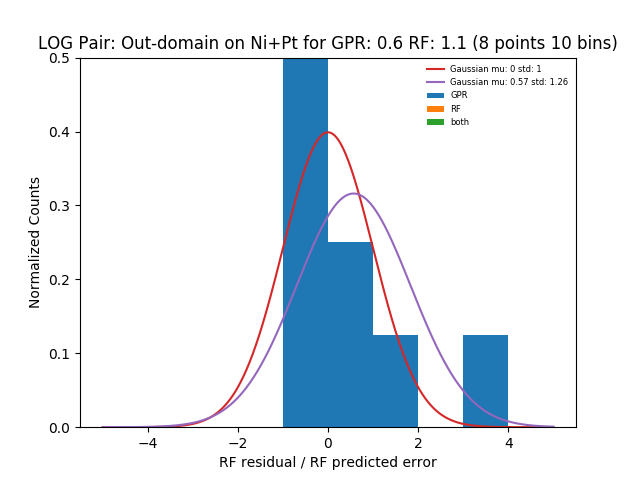 LOG Pair: Out-domain on Ni+Pt for GPR: 0.6 RF: 1.1 (8 points 10 bins)
Gaussian mu: 0 std: 1
Gaussian mu: 0.57 std: 1.26
GPR
RF
both
0.5
0.4
0.3
0.2
0.1
0.0
Normalized Counts
−4
−2
0
2
4
RF residual / RF predicted error